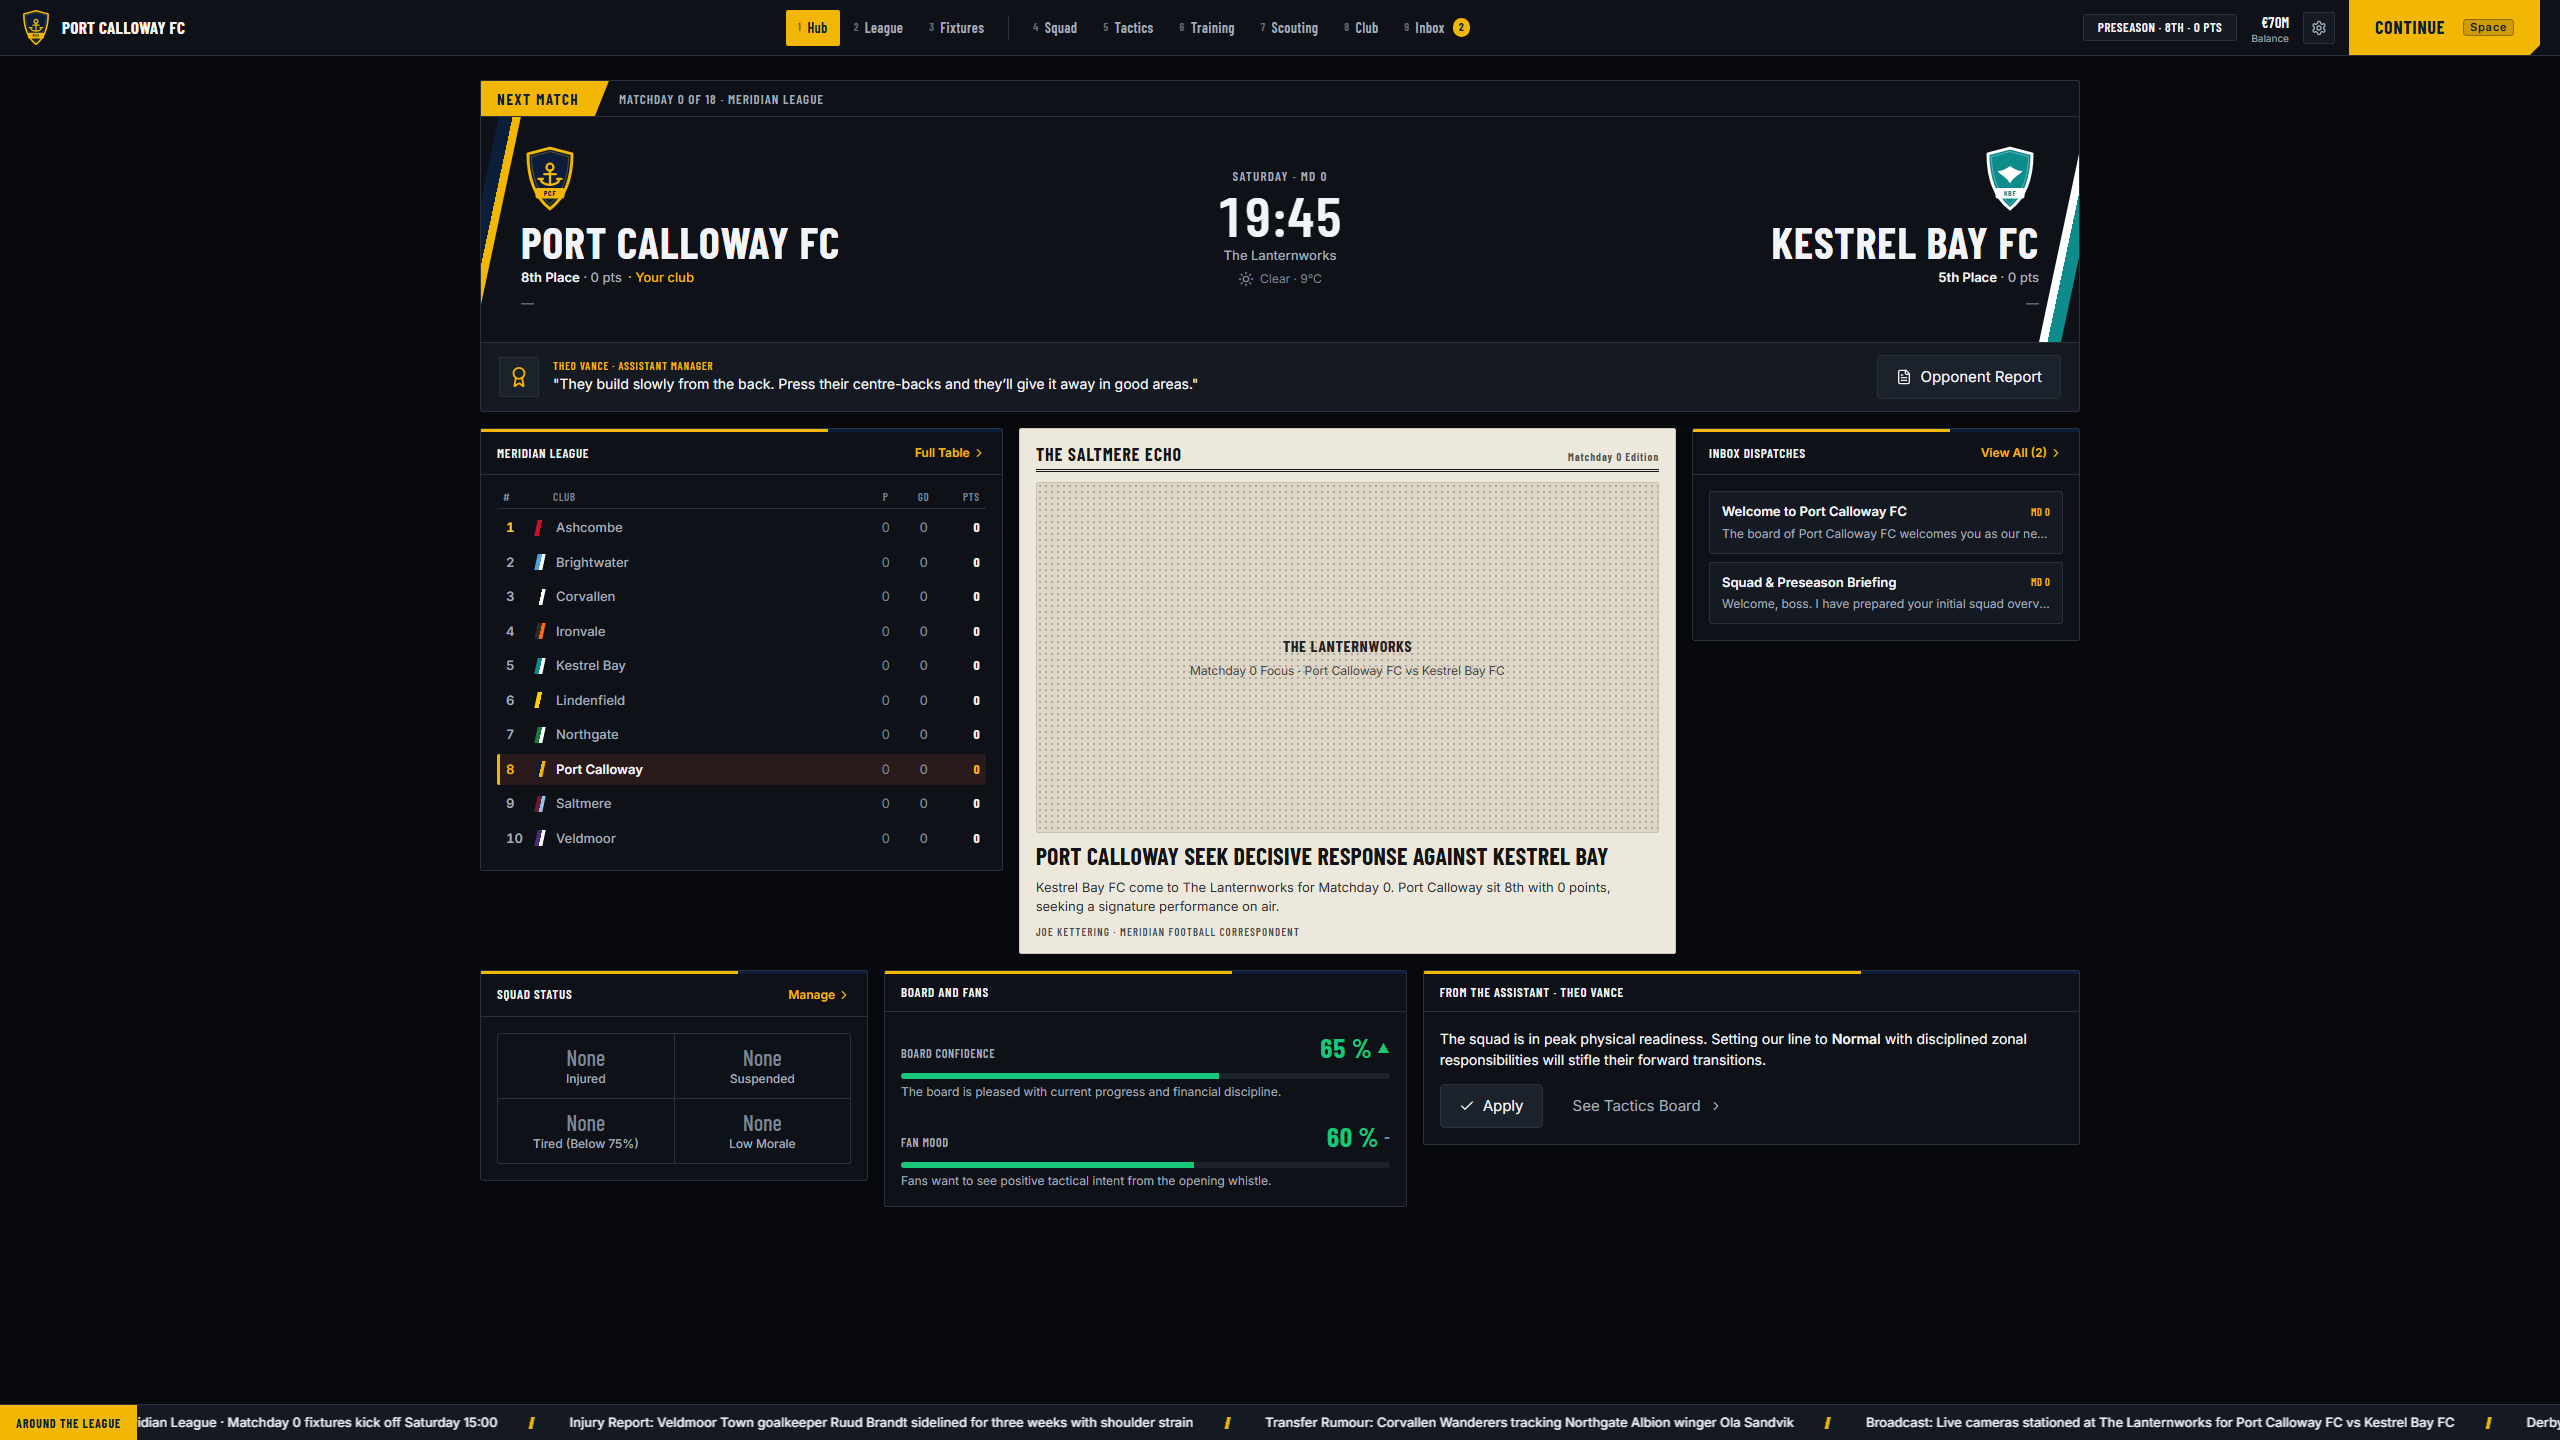 PORT CALLOWAY FC
1 Hub
2 League
3 Fixtures
4 Squad
5 Tactics
6 Training
7 Scouting
8 Club
9 Inbox 2
PRESEASON · 8TH · 0 PTS
€70M
Balance
CONTINUE Space
NEXT MATCH
MATCHDAY 0 OF 18 · MERIDIAN LEAGUE
PCF
PORT CALLOWAY FC
8th Place · 0 pts · Your club
—
SATURDAY · MD 0
19:45
The Lanternworks
Clear · 9°C
KBF
KESTREL BAY FC
5th Place · 0 pts
—
THEO VANCE · ASSISTANT MANAGER
"They build slowly from the back. Press their centre-backs and they'll give it away in good areas."
Opponent Report
MERIDIAN LEAGUE
Full Table
# CLUB P GD PTS
1 Ashcombe 0 0 0
2 Brightwater 0 0 0
3 Corvallen 0 0 0
4 Ironvale 0 0 0
5 Kestrel Bay 0 0 0
6 Lindenfield 0 0 0
7 Northgate 0 0 0
8 Port Calloway 0 0 0
9 Saltmere 0 0 0
10 Veldmoor 0 0 0
THE SALTMERE ECHO
Matchday 0 Edition
THE LANTERNWORKS
Matchday 0 Focus · Port Calloway FC vs Kestrel Bay FC
PORT CALLOWAY SEEK DECISIVE RESPONSE AGAINST KESTREL BAY
Kestrel Bay FC come to The Lanternworks for Matchday 0. Port Calloway sit 8th with 0 points,
seeking a signature performance on air.
JOE KETTERING · MERIDIAN FOOTBALL CORRESPONDENT
INBOX DISPATCHES
View All (2)
Welcome to Port Calloway FC MD 0
The board of Port Calloway FC welcomes you as our ne...
Squad & Preseason Briefing MD 0
Welcome, boss. I have prepared your initial squad overv...
SQUAD STATUS
Manage
None
Injured
None
Suspended
None
Tired (Below 75%)
None
Low Morale
BOARD AND FANS
BOARD CONFIDENCE 65 %
The board is pleased with current progress and financial discipline.
FAN MOOD 60 % -
Fans want to see positive tactical intent from the opening whistle.
FROM THE ASSISTANT · THEO VANCE
The squad is in peak physical readiness. Setting our line to Normal with disciplined zonal
responsibilities will stifle their forward transitions.
Apply
See Tactics Board
AROUND THE LEAGUE
idian League · Matchday 0 fixtures kick off Saturday 15:00
Injury Report: Veldmoor Town goalkeeper Ruud Brandt sidelined for three weeks with shoulder strain
Transfer Rumour: Corvallen Wanderers tracking Northgate Albion winger Ola Sandvik
Broadcast: Live cameras stationed at The Lanternworks for Port Calloway FC vs Kestrel Bay FC
Derby